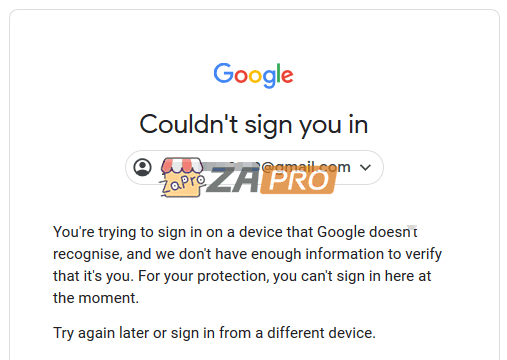 Google
Couldn't sign you in
@gmail.com
ZaPro ZAPRO
You're trying to sign in on a device that Google doesn't
recognise, and we don't have enough information to verify
that it's you. For your protection, you can't sign in here at
the moment.
Try again later or sign in from a different device.